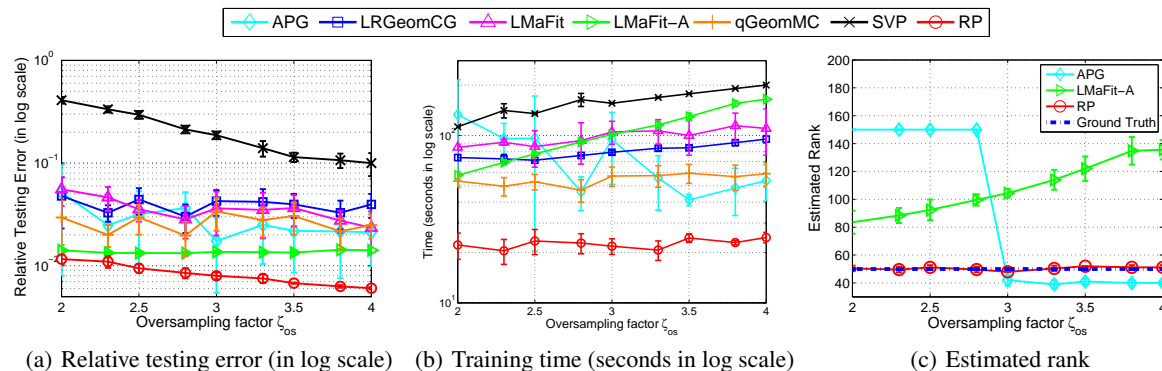 APG LRGeomCG LMaFit LMaFit−A qGeomMC SVP RP
Relative Testing Error (in log scale)
10^0
10^-1
10^-2
2 2.5 3 3.5 4
Oversampling factor ζos
(a) Relative testing error (in log scale)
Time (seconds in log scale)
10^2
10^1
2 2.5 3 3.5 4
Oversampling factor ζos
(b) Training time (seconds in log scale)
Estimated Rank
200
180
160
140
120
100
80
60
40
APG
LMaFit−A
RP
Ground Truth
2 2.5 3 3.5 4
Oversampling factor ζos
(c) Estimated rank